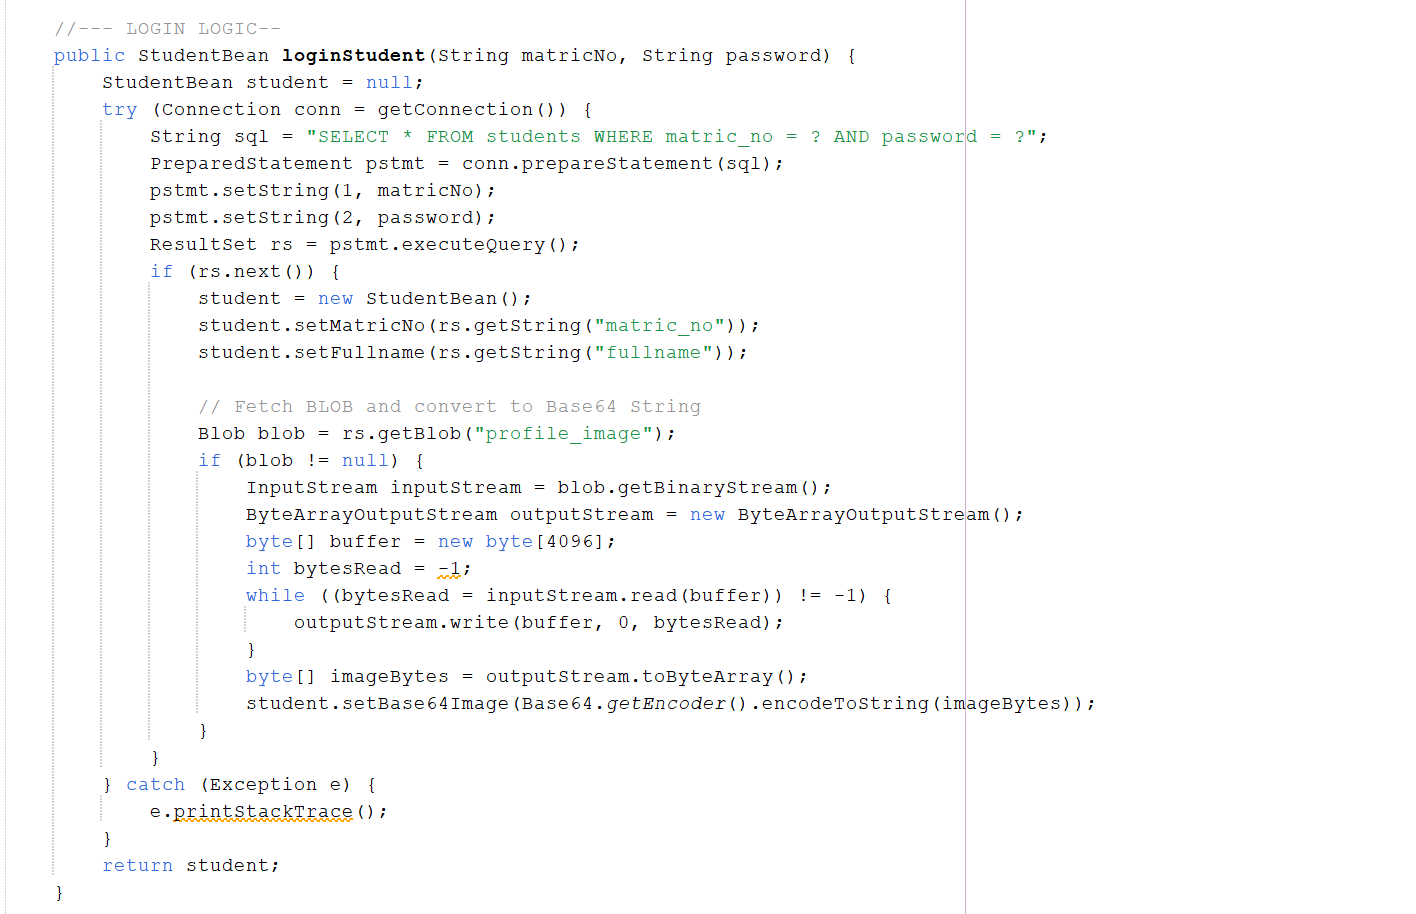 //--- LOGIN LOGIC--
public StudentBean loginStudent(String matricNo, String password) {
    StudentBean student = null;
    try (Connection conn = getConnection()) {
        String sql = "SELECT * FROM students WHERE matric_no = ? AND password = ?";
        PreparedStatement pstmt = conn.prepareStatement(sql);
        pstmt.setString(1, matricNo);
        pstmt.setString(2, password);
        ResultSet rs = pstmt.executeQuery();
        if (rs.next()) {
            student = new StudentBean();
            student.setMatricNo(rs.getString("matric_no"));
            student.setFullname(rs.getString("fullname"));

            // Fetch BLOB and convert to Base64 String
            Blob blob = rs.getBlob("profile_image");
            if (blob != null) {
                InputStream inputStream = blob.getBinaryStream();
                ByteArrayOutputStream outputStream = new ByteArrayOutputStream();
                byte[] buffer = new byte[4096];
                int bytesRead = -1;
                while ((bytesRead = inputStream.read(buffer)) != -1) {
                    outputStream.write(buffer, 0, bytesRead);
                }
                byte[] imageBytes = outputStream.toByteArray();
                student.setBase64Image(Base64.getEncoder().encodeToString(imageBytes));
            }
        }
    } catch (Exception e) {
        e.printStackTrace();
    }
    return student;
}